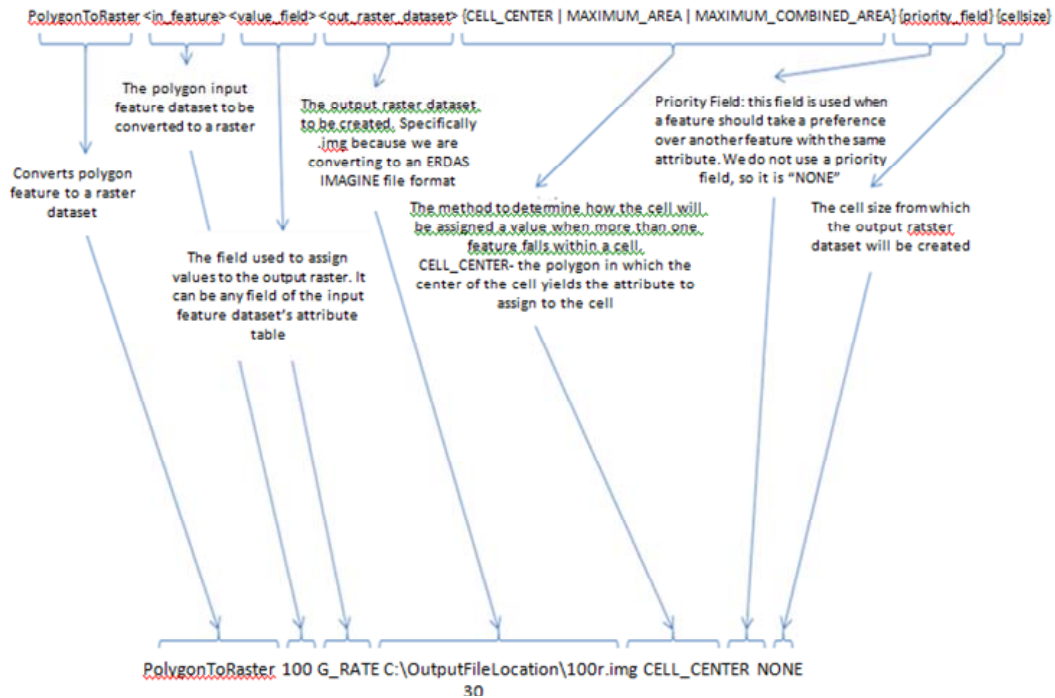 PolygonToRaster <in_feature> <value_field> <out_raster_dataset> {CELL_CENTER | MAXIMUM_AREA | MAXIMUM_COMBINED_AREA} {priority_field} {cellsize}
Converts polygon
feature to a raster
dataset
The polygon input
feature dataset to be
converted to a raster
The field used to assign
values to the output raster. It
can be any field of the input
feature dataset's attribute
table
The output raster dataset
to be created. Specifically
.img because we are
converting to an ERDAS
IMAGINE file format
The method to determine how the cell will
be assigned a value when more than one
feature falls within a cell.
CELL_CENTER- the polygon in which the
center of the cell yields the attribute to
assign to the cell
Priority Field: this field is used when
a feature should take a preference
over another feature with the same
attribute. We do not use a priority
field, so it is "NONE"
The cell size from which
the output ratster
dataset will be created
PolygonToRaster 100 G_RATE C:\OutputFileLocation\100r.img CELL_CENTER NONE
30